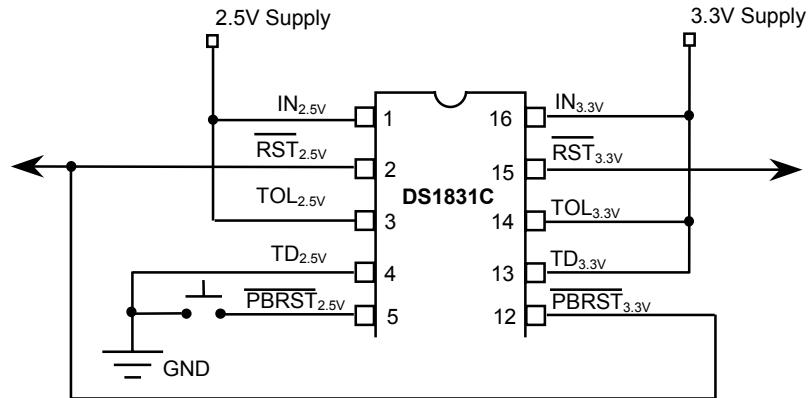 2.5V Supply
3.3V Supply
IN2.5V
1
16
IN3.3V
RST2.5V
2
15
RST3.3V
DS1831C
TOL2.5V
3
14
TOL3.3V
TD2.5V
4
13
TD3.3V
PBRST2.5V
5
12
PBRST3.3V
GND